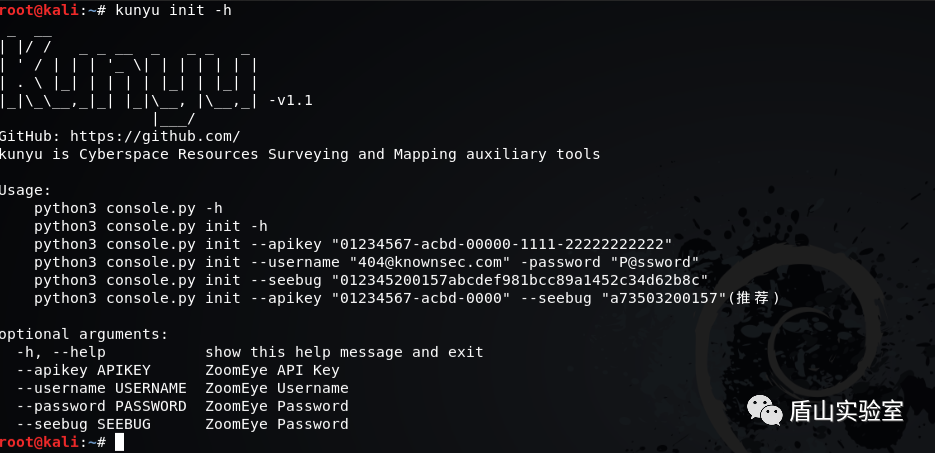 root@kali:~# kunyu init -h
 _  __
| |/ /   _ _ __  _   _ _   _
| ' / | | | '_ \| | | | | | |
| . \ |_| | | | | |_| | |_| |
|_|\_\__,_|_| |_|\__, |\__,_| -v1.1
                 |___/
GitHub: https://github.com/
kunyu is Cyberspace Resources Surveying and Mapping auxiliary tools
Usage:
    python3 console.py -h
    python3 console.py init -h
    python3 console.py init --apikey "01234567-acbd-00000-1111-22222222222"
    python3 console.py init --username "404@knownsec.com" -password "P@ssword"
    python3 console.py init --seebug "012345200157abcdef981bcc89a1452c34d62b8c"
    python3 console.py init --apikey "01234567-acbd-0000" --seebug "a73503200157"(推荐)
optional arguments:
  -h, --help           show this help message and exit
  --apikey APIKEY      ZoomEye API Key
  --username USERNAME  ZoomEye Username
  --password PASSWORD  ZoomEye Password
  --seebug SEEBUG      ZoomEye Password
root@kali:~#
盾山实验室